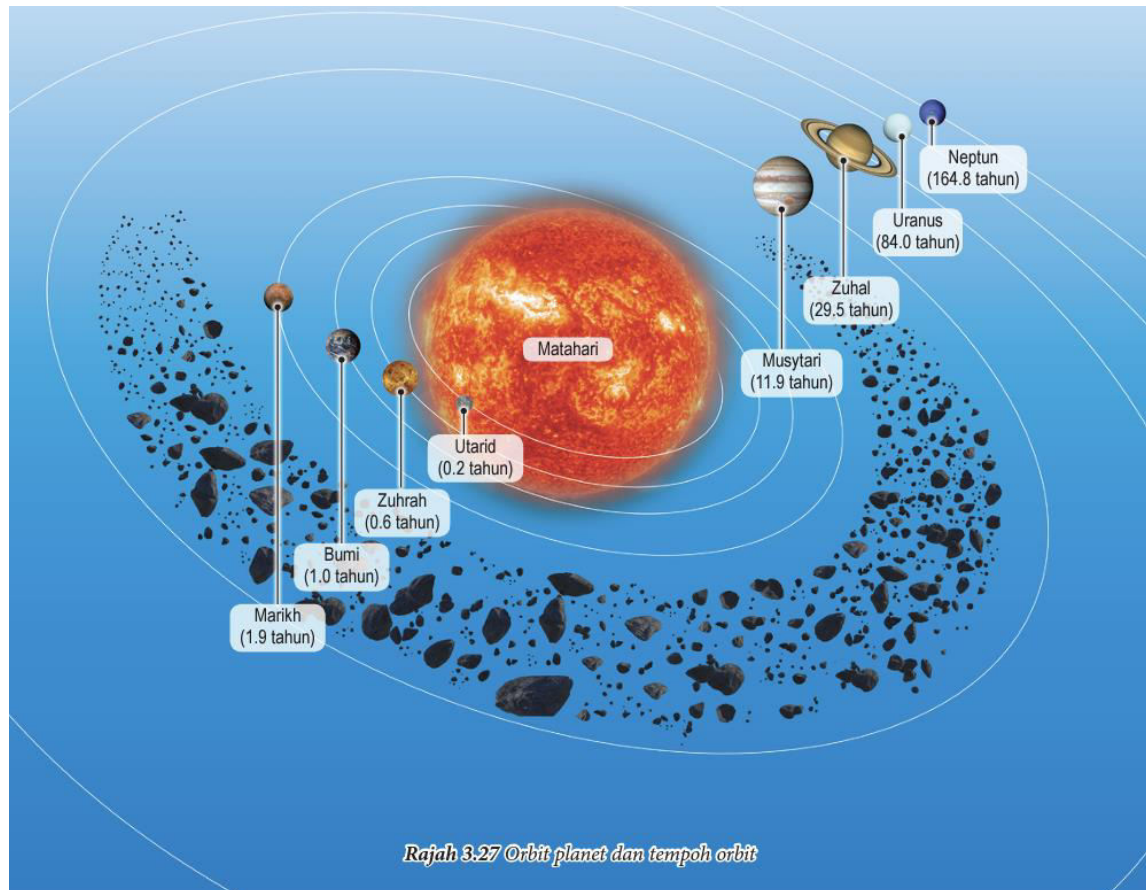 Neptun
(164.8 tahun)
Uranus
(84.0 tahun)
Zuhal
(29.5 tahun)
Musytari
(11.9 tahun)
Matahari
Utarid
(0.2 tahun)
Zuhrah
(0.6 tahun)
Bumi
(1.0 tahun)
Marikh
(1.9 tahun)
Rajah 3.27 Orbit planet dan tempoh orbit